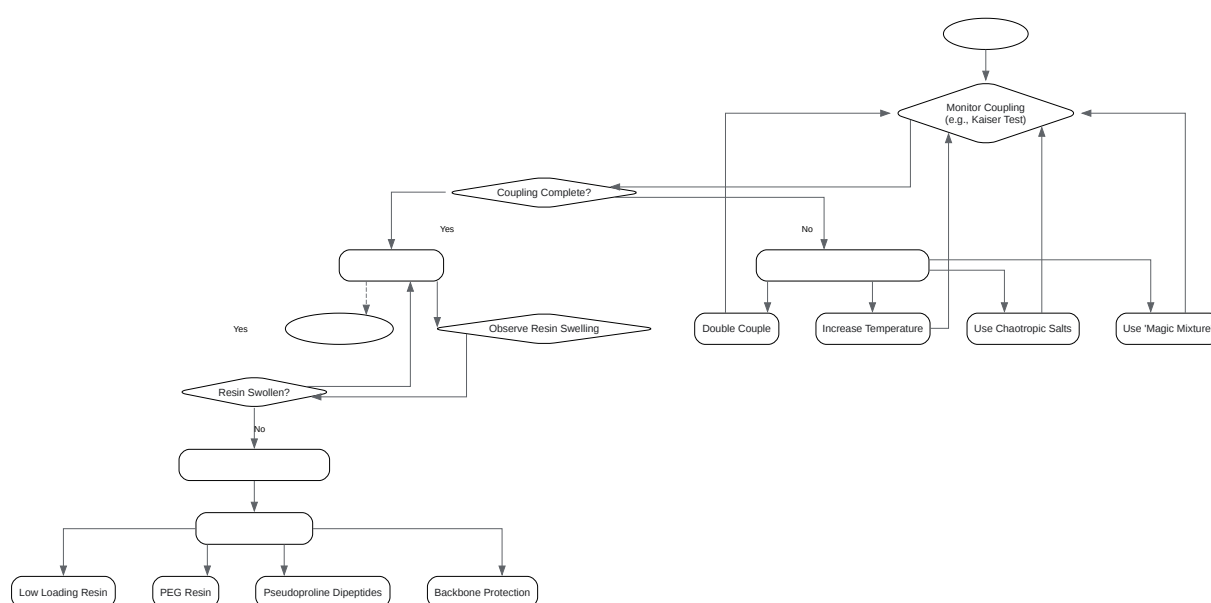 Monitor Coupling
(e.g., Kaiser Test)
Coupling Complete?
Yes
No
Double Couple
Increase Temperature
Use Chaotropic Salts
Use 'Magic Mixture
Yes
Observe Resin Swelling
Resin Swollen?
No
Low Loading Resin
PEG Resin
Pseudoproline Dipeptides
Backbone Protection